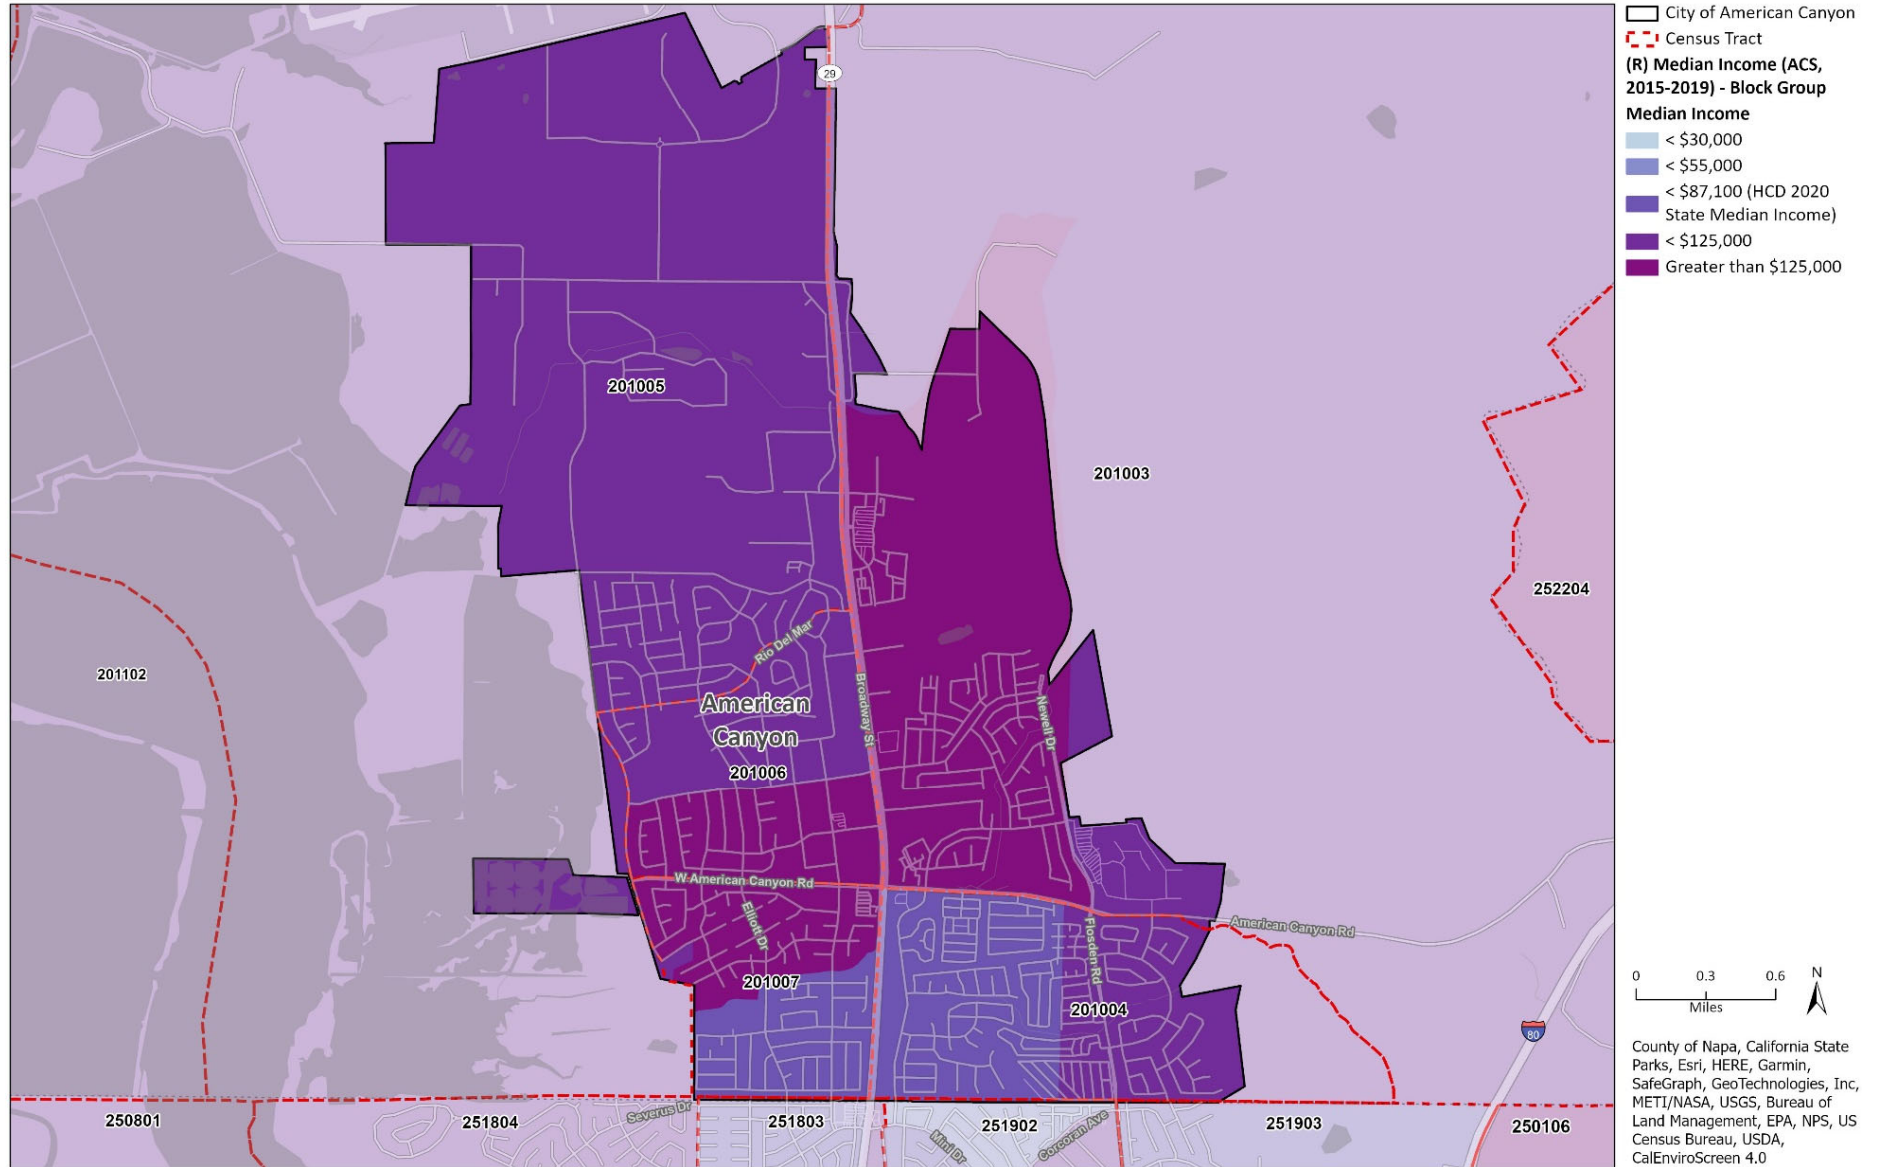 City of American Canyon
Census Tract
(R) Median Income (ACS,
2015-2019) - Block Group
Median Income
< $30,000
< $55,000
< $87,100 (HCD 2020
State Median Income)
< $125,000
Greater than $125,000
29
201005
201003
252204
Rio Del Mar
201102
American
Canyon
Broadway St
Newell Dr
201006
W American Canyon Rd
Elliott Dr
Flosden Rd
American Canyon Rd
201007
201004
80
0 0.3 0.6
Miles
N
250801
251804
Severus Dr
251803
Mini Dr
251902
Corcoran Ave
251903
250106
County of Napa, California State
Parks, Esri, HERE, Garmin,
SafeGraph, GeoTechnologies, Inc,
METI/NASA, USGS, Bureau of
Land Management, EPA, NPS, US
Census Bureau, USDA,
CalEnviroScreen 4.0